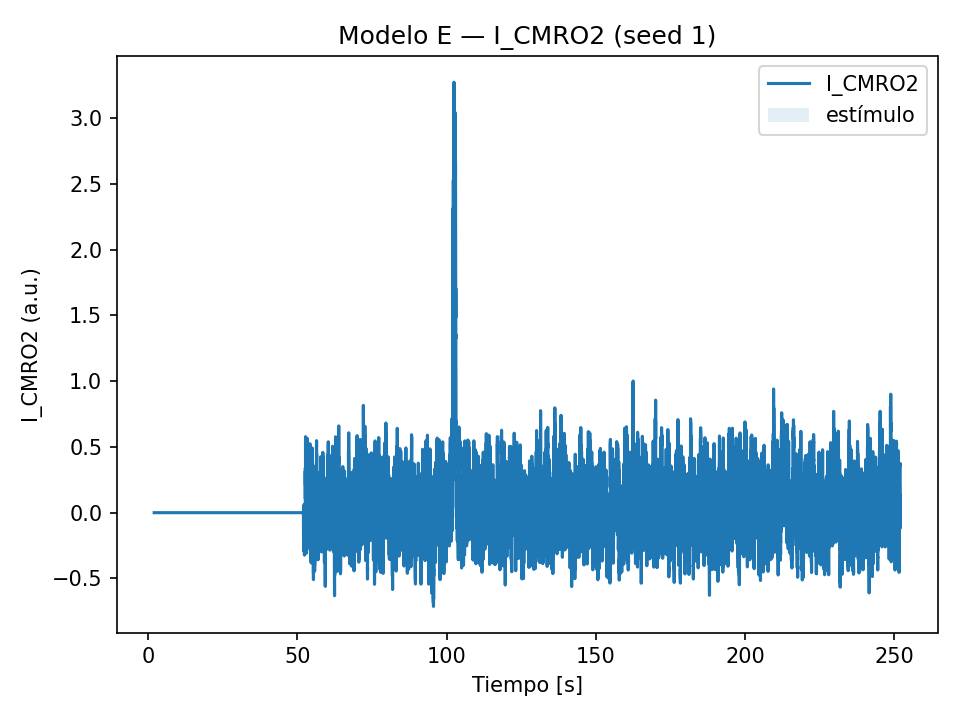 Modelo E — I_CMRO2 (seed 1)
I_CMRO2
estímulo
I_CMRO2 (a.u.)
3.0
2.5
2.0
1.5
1.0
0.5
0.0
−0.5
0
50
100
150
200
250
Tiempo [s]